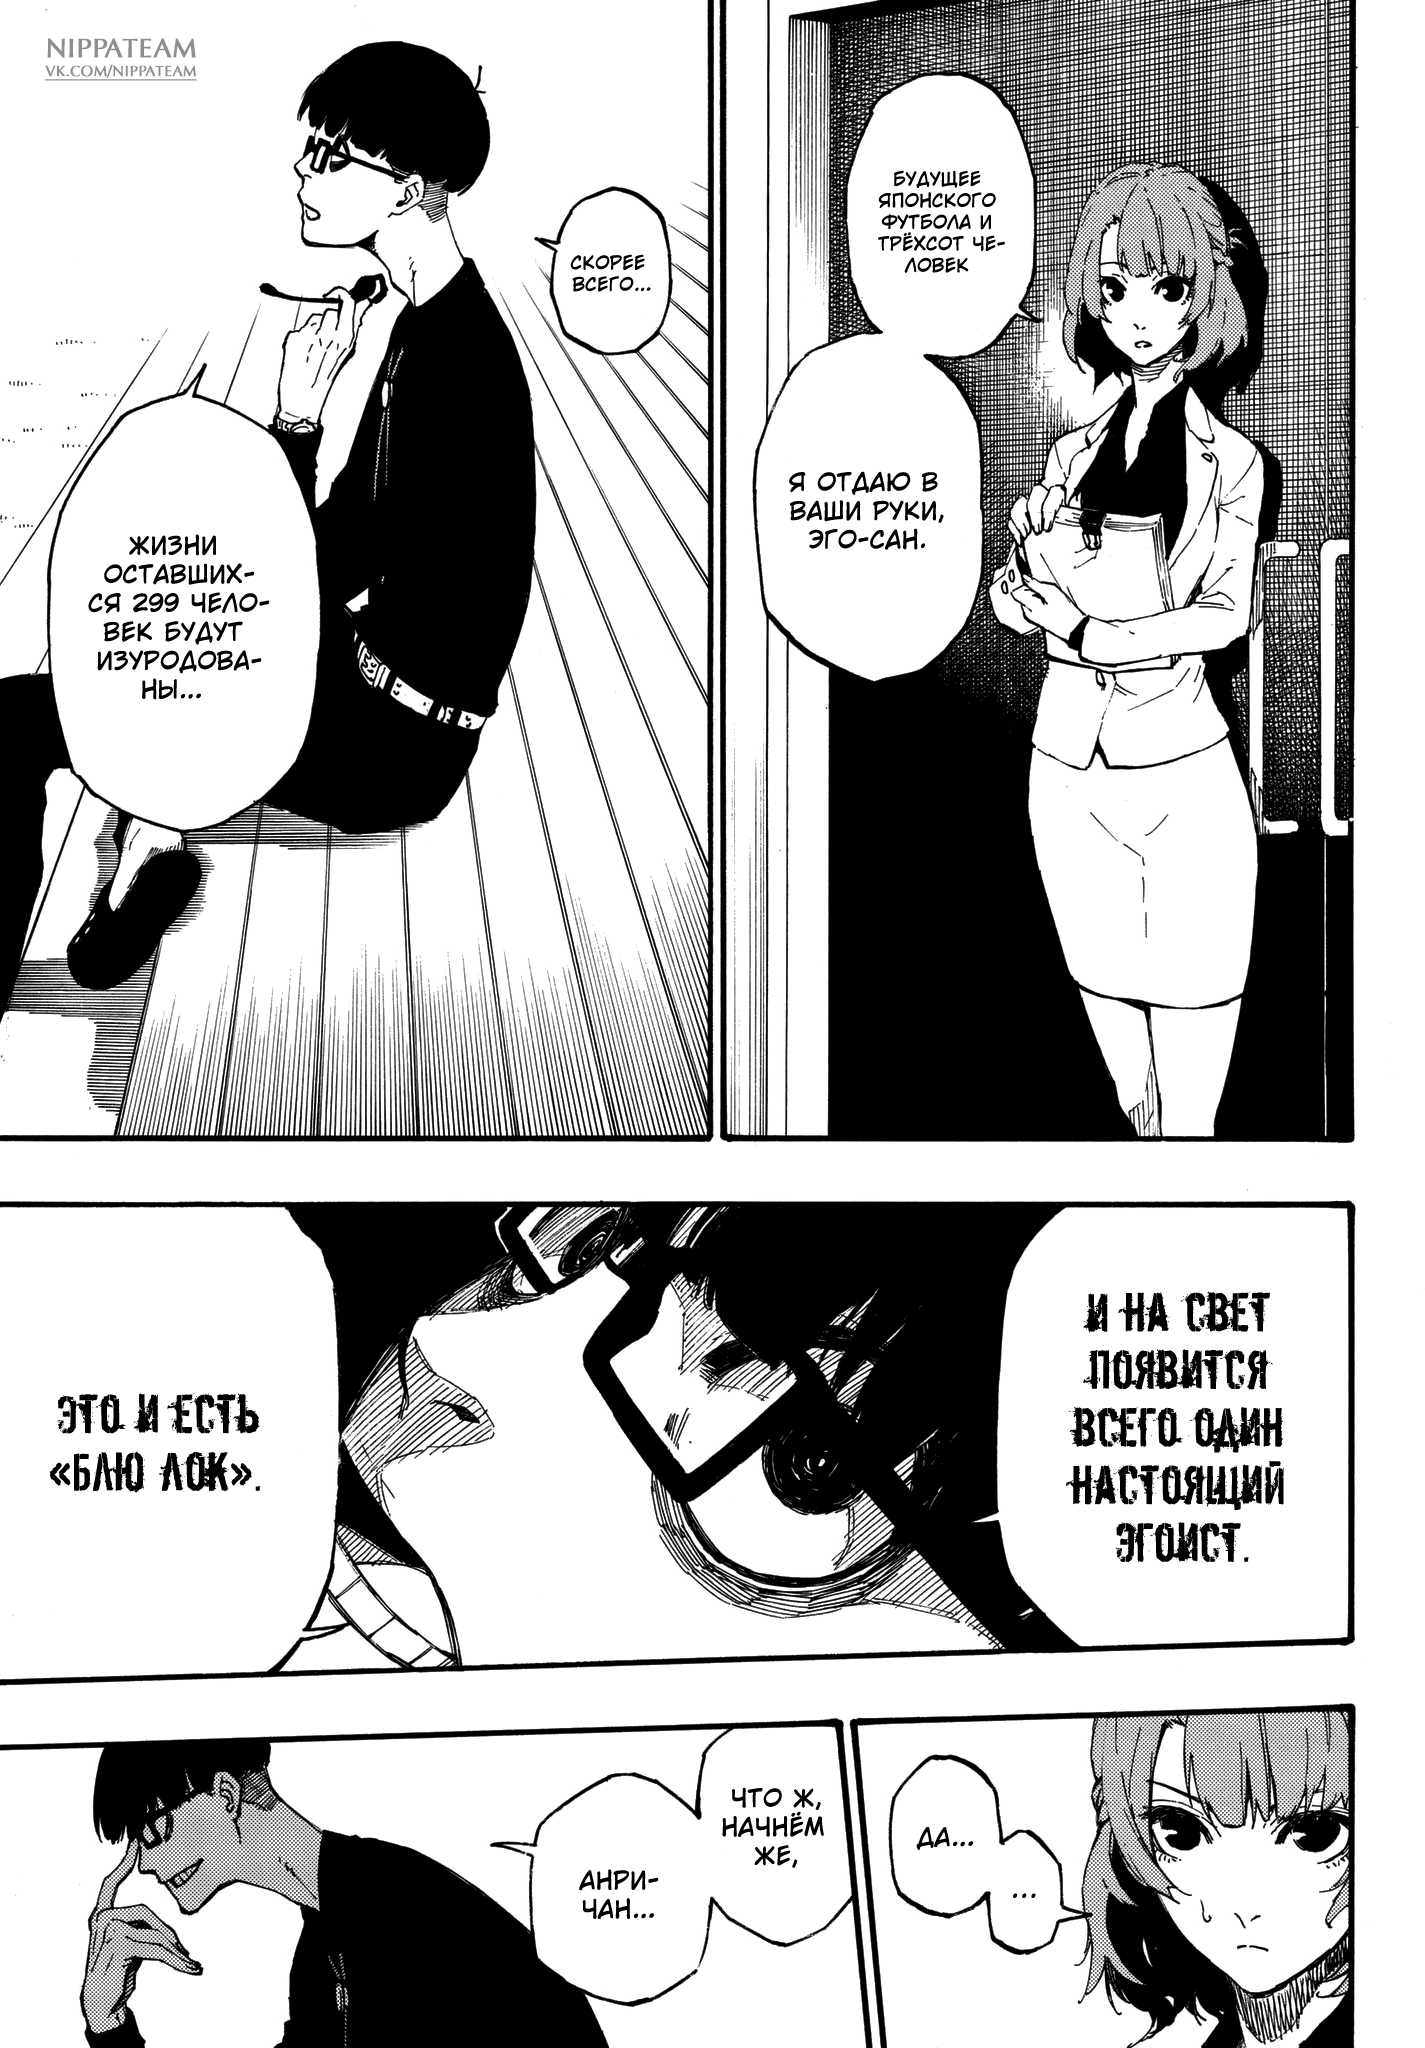 NIPPATEAM
VK.COM/NIPPATEAM
БУДУЩЕЕ
ЯПОНСКОГО
ФУТБОЛА И
ТРЁХСОТ ЧЕ-
ЛОВЕК
Я ОТДАЮ В
ВАШИ РУКИ,
ЭГО-САН.
СКОРЕЕ
ВСЕГО...
ЖИЗНИ
ОСТАВШИХ-
СЯ 299 ЧЕЛО-
ВЕК БУДУТ
ИЗУРОДОВА-
НЫ...
И НА СВЕТ
ПОЯВИТСЯ
ВСЕГО ОДИН
НАСТОЯЩИЙ
ЭГОИСТ.
ЭТО И ЕСТЬ
«БЛЮ ЛОК».
...
ДА...
ЧТО Ж,
НАЧНЁМ
ЖЕ,
АНРИ-
ЧАН...